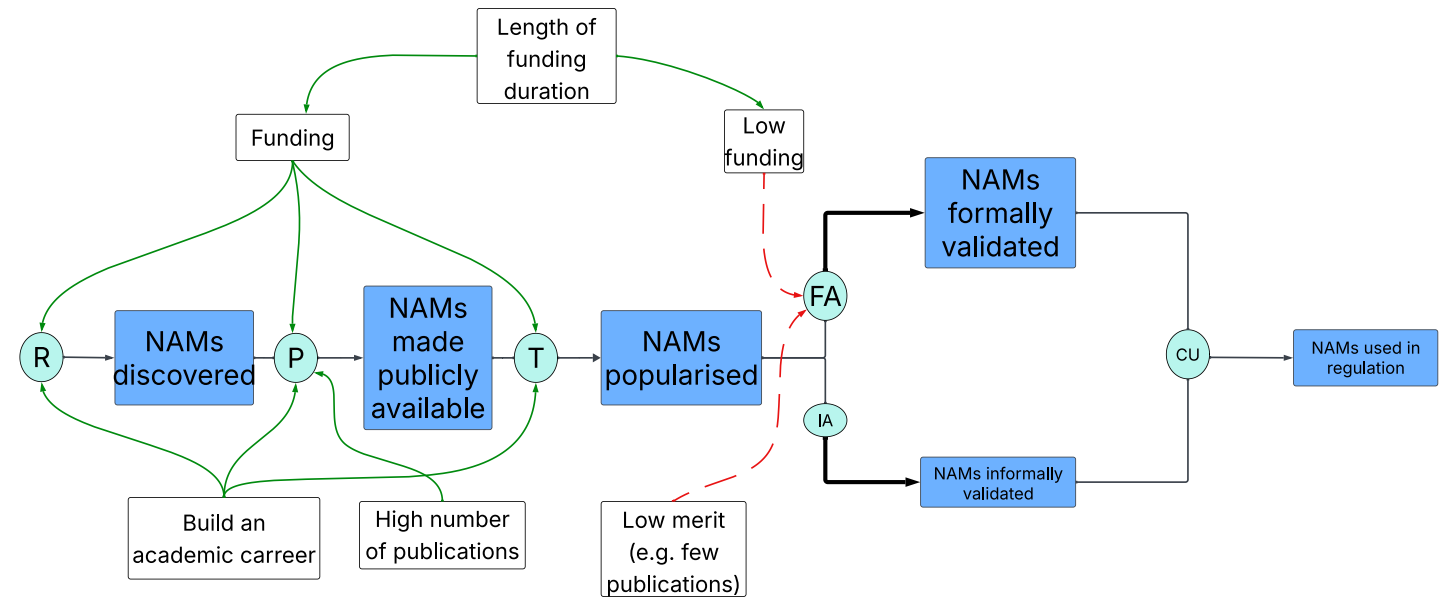 Length of
funding
duration
Funding
Low
funding
NAMs
formally
validated
R
NAMs
discovered
P
NAMs
made
publicly
available
T
NAMs
popularised
FA
IA
CU
NAMs used in
regulation
NAMs informally
validated
Build an
academic carreer
High number
of publications
Low merit
(e.g. few
publications)